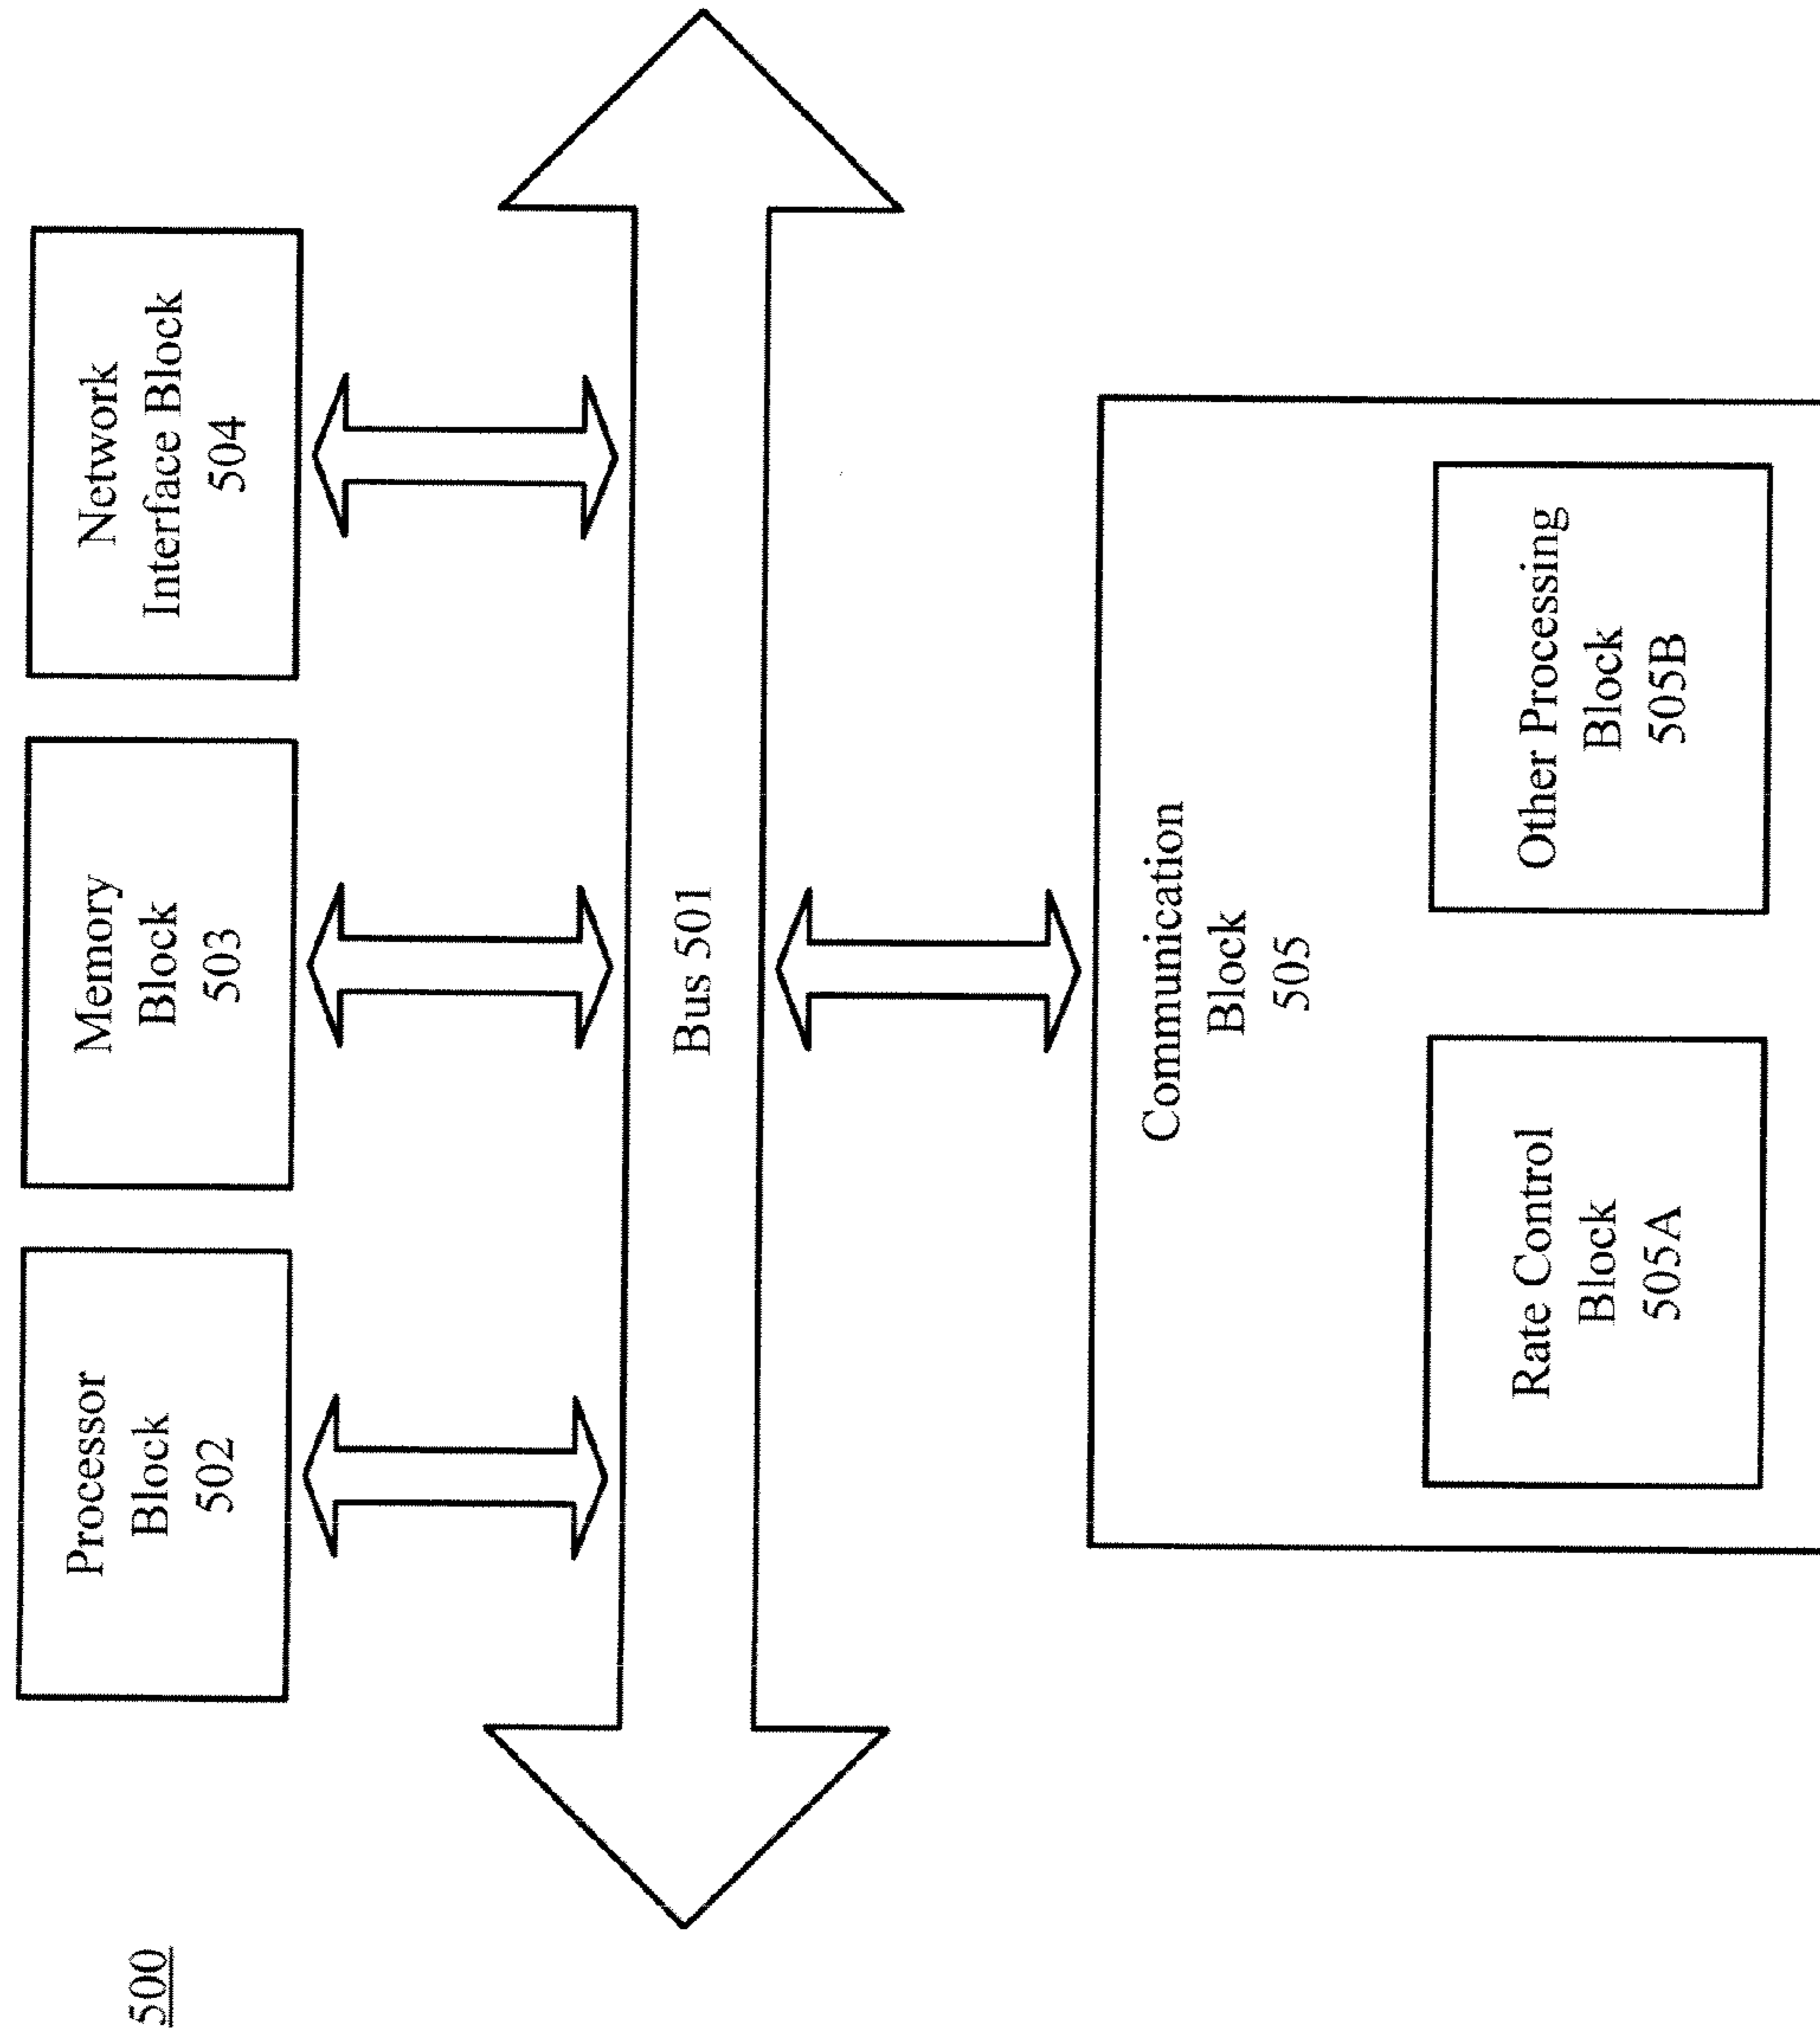 500
Processor
Block
502
Memory
Block
503
Network
Interface Block
504
Bus 501
Communication
Block
505
Rate Control
Block
505A
Other Processing
Block
505B